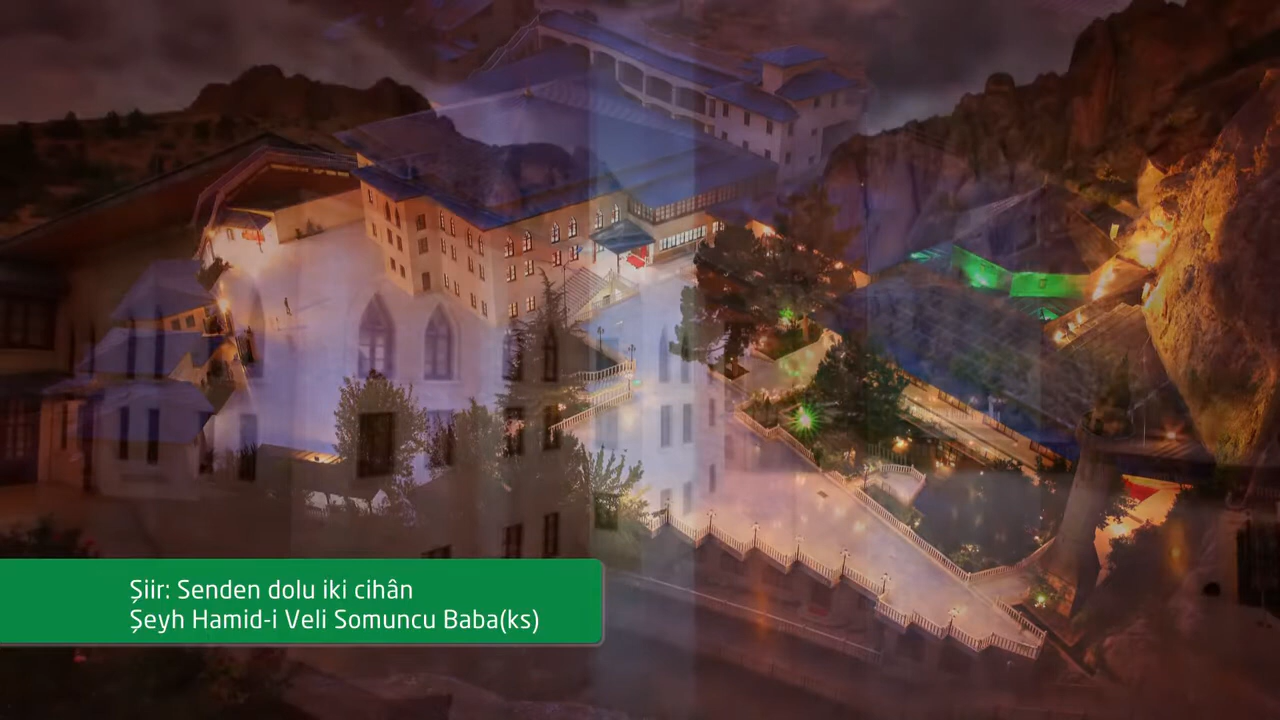 Şiir: Senden dolu iki cihân
Şeyh Hamid-i Veli Somuncu Baba(ks)